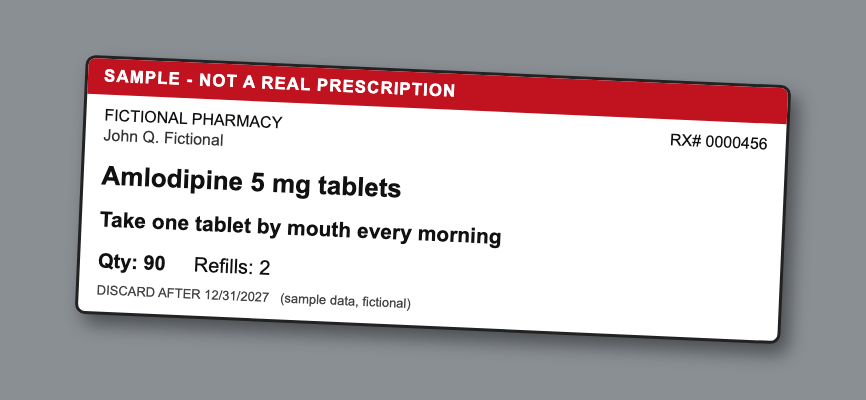 SAMPLE - NOT A REAL PRESCRIPTION
FICTIONAL PHARMACY
RX# 0000456
John Q. Fictional
Amlodipine 5 mg tablets
Take one tablet by mouth every morning
Qty: 90 Refills: 2
DISCARD AFTER 12/31/2027 (sample data, fictional)